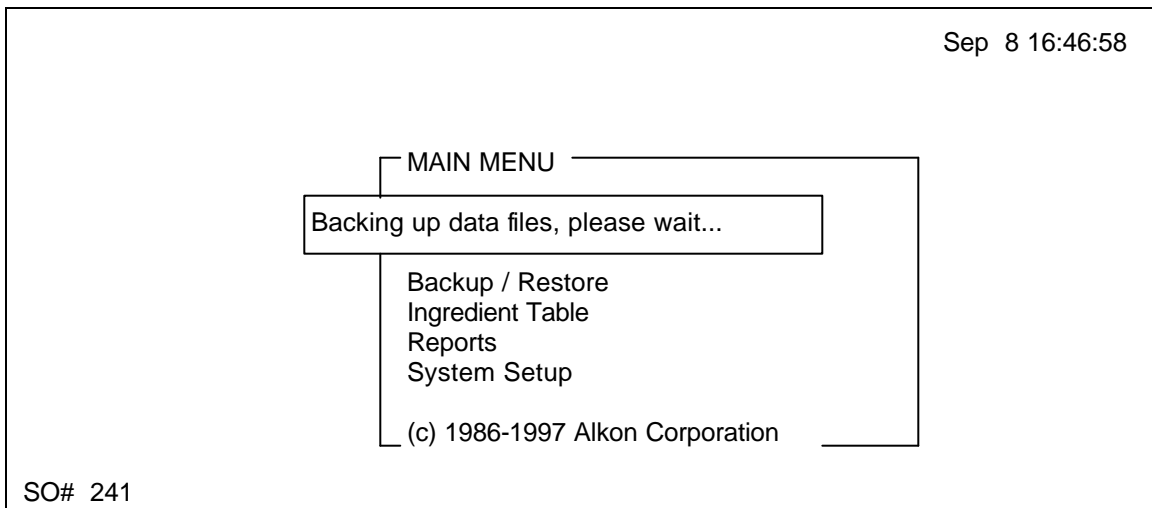 Sep 8 16:46:58
MAIN MENU
Backing up data files, please wait...
Backup / Restore
Ingredient Table
Reports
System Setup
(c) 1986-1997 Alkon Corporation
SO# 241